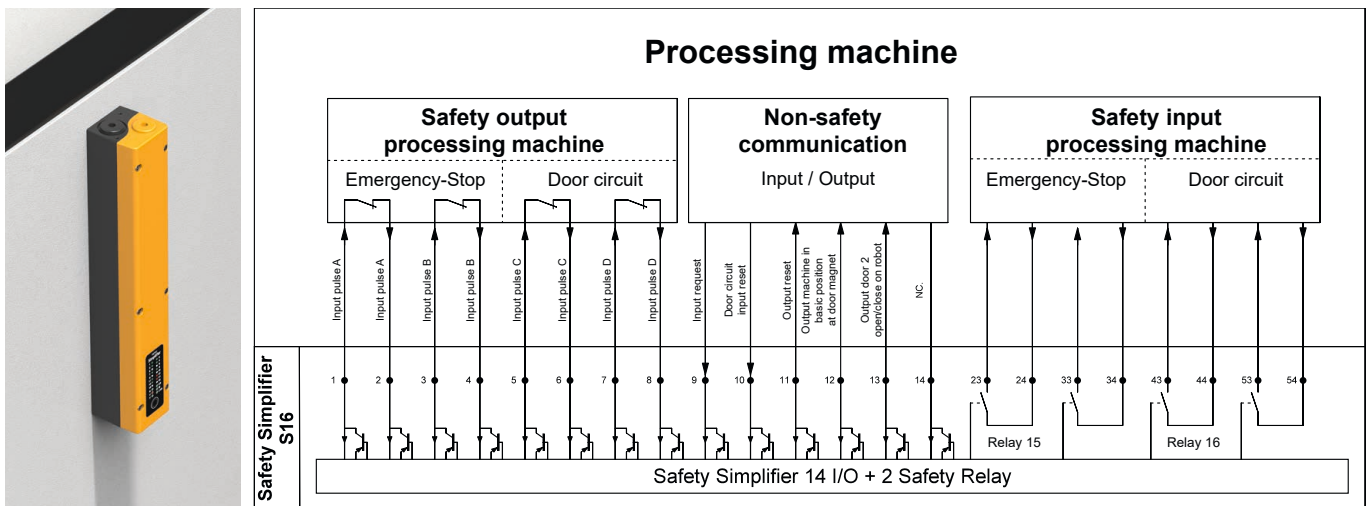 Processing machine
Safety output
processing machine
Emergency-Stop
Door circuit
Non-safety
communication
Input / Output
Safety input
processing machine
Emergency-Stop
Door circuit
Input pulse A
Input pulse A
Input pulse B
Input pulse B
Input pulse C
Input pulse C
Input pulse D
Input pulse D
Input request
Door circuit
input reset
Output reset
Output machine in
basic position
at door magnet
Output door 2
open/close on robot
NC.
1
2
3
4
5
6
7
8
9
10
11
12
13
14
23
24
33
34
43
44
53
54
Relay 15
Relay 16
Safety Simplifier
S16
Safety Simplifier 14 I/O + 2 Safety Relay